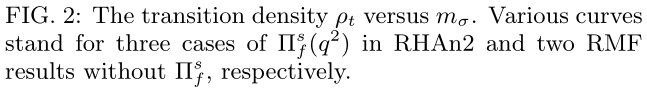 FIG. 2: The transition density ρ_t versus m_σ. Various curves
stand for three cases of Π^s_f(q²) in RHAn2 and two RMF
results without Π^s_f, respectively.